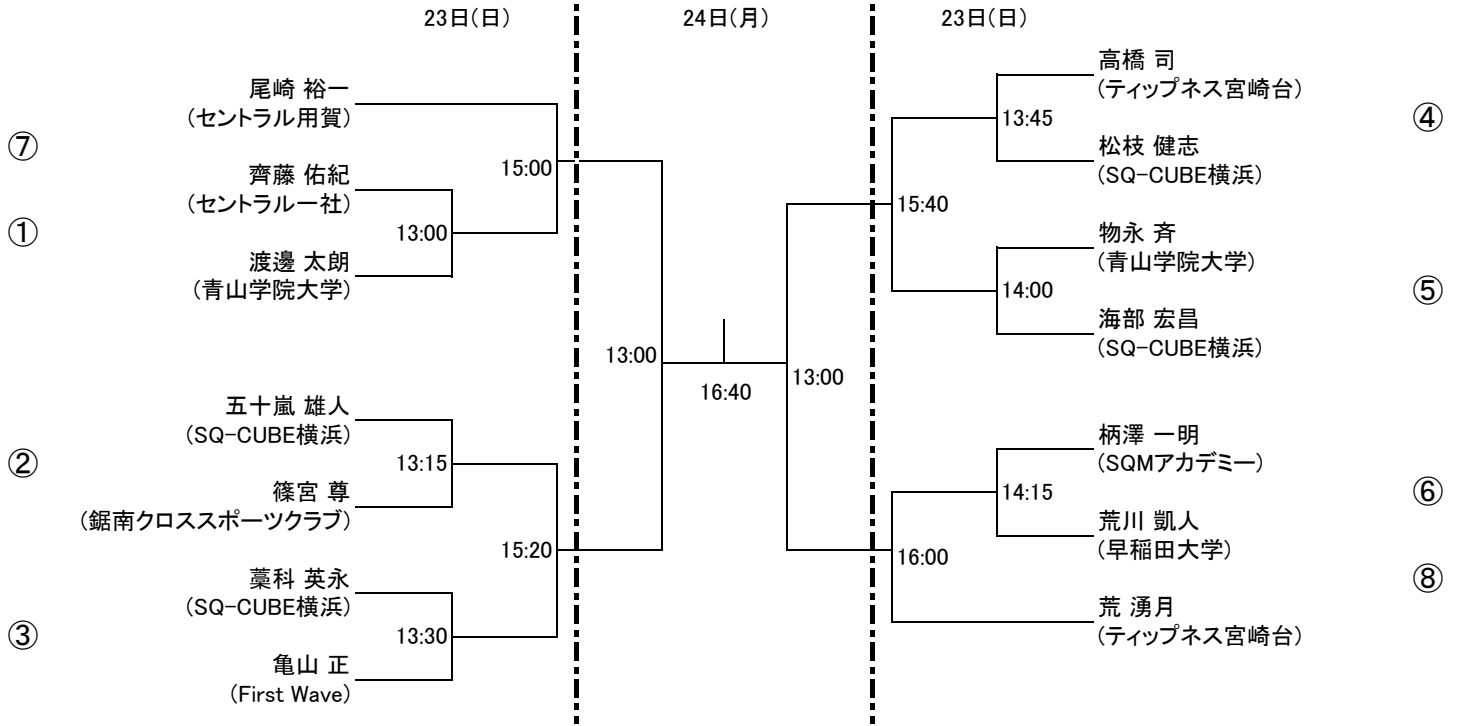 23日(日)
24日(月)
23日(日)
尾崎 裕一
(セントラル用賀)
⑦
15:00
齊藤 佑紀
(セントラル一社)
①
13:00
渡邊 太朗
(青山学院大学)
五十嵐 雄人
(SQ-CUBE横浜)
②
13:15
篠宮 尊
(鋸南クロススポーツクラブ)
15:20
藁科 英永
(SQ-CUBE横浜)
③
13:30
亀山 正
(First Wave)
13:00
16:40
13:00
高橋 司
(ティップネス宮崎台)
13:45
④
松枝 健志
(SQ-CUBE横浜)
15:40
物永 斉
(青山学院大学)
14:00
⑤
海部 宏昌
(SQ-CUBE横浜)
柄澤 一明
(SQMアカデミー)
14:15
⑥
荒川 凱人
(早稲田大学)
16:00
⑧
荒 湧月
(ティップネス宮崎台)